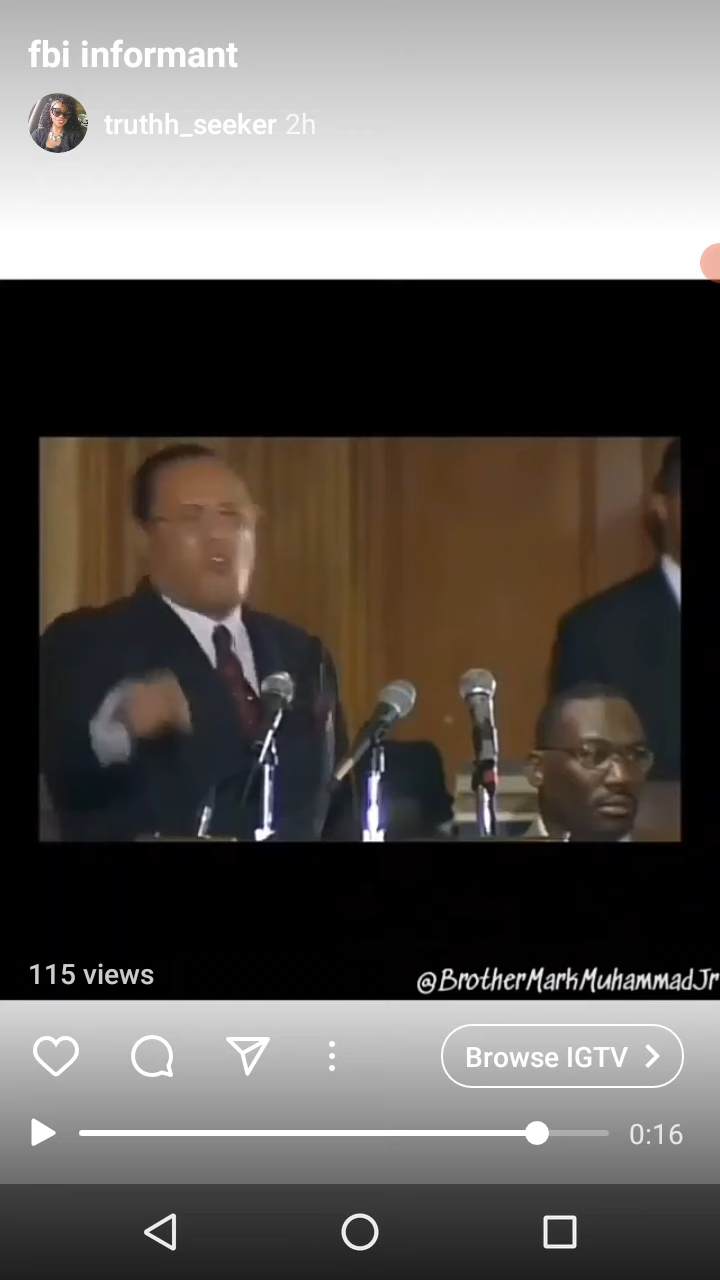 fbi informant
truthh_seeker 2h
115 views
@BrotherMarkMuhammadJr
Browse IGTV
0:16